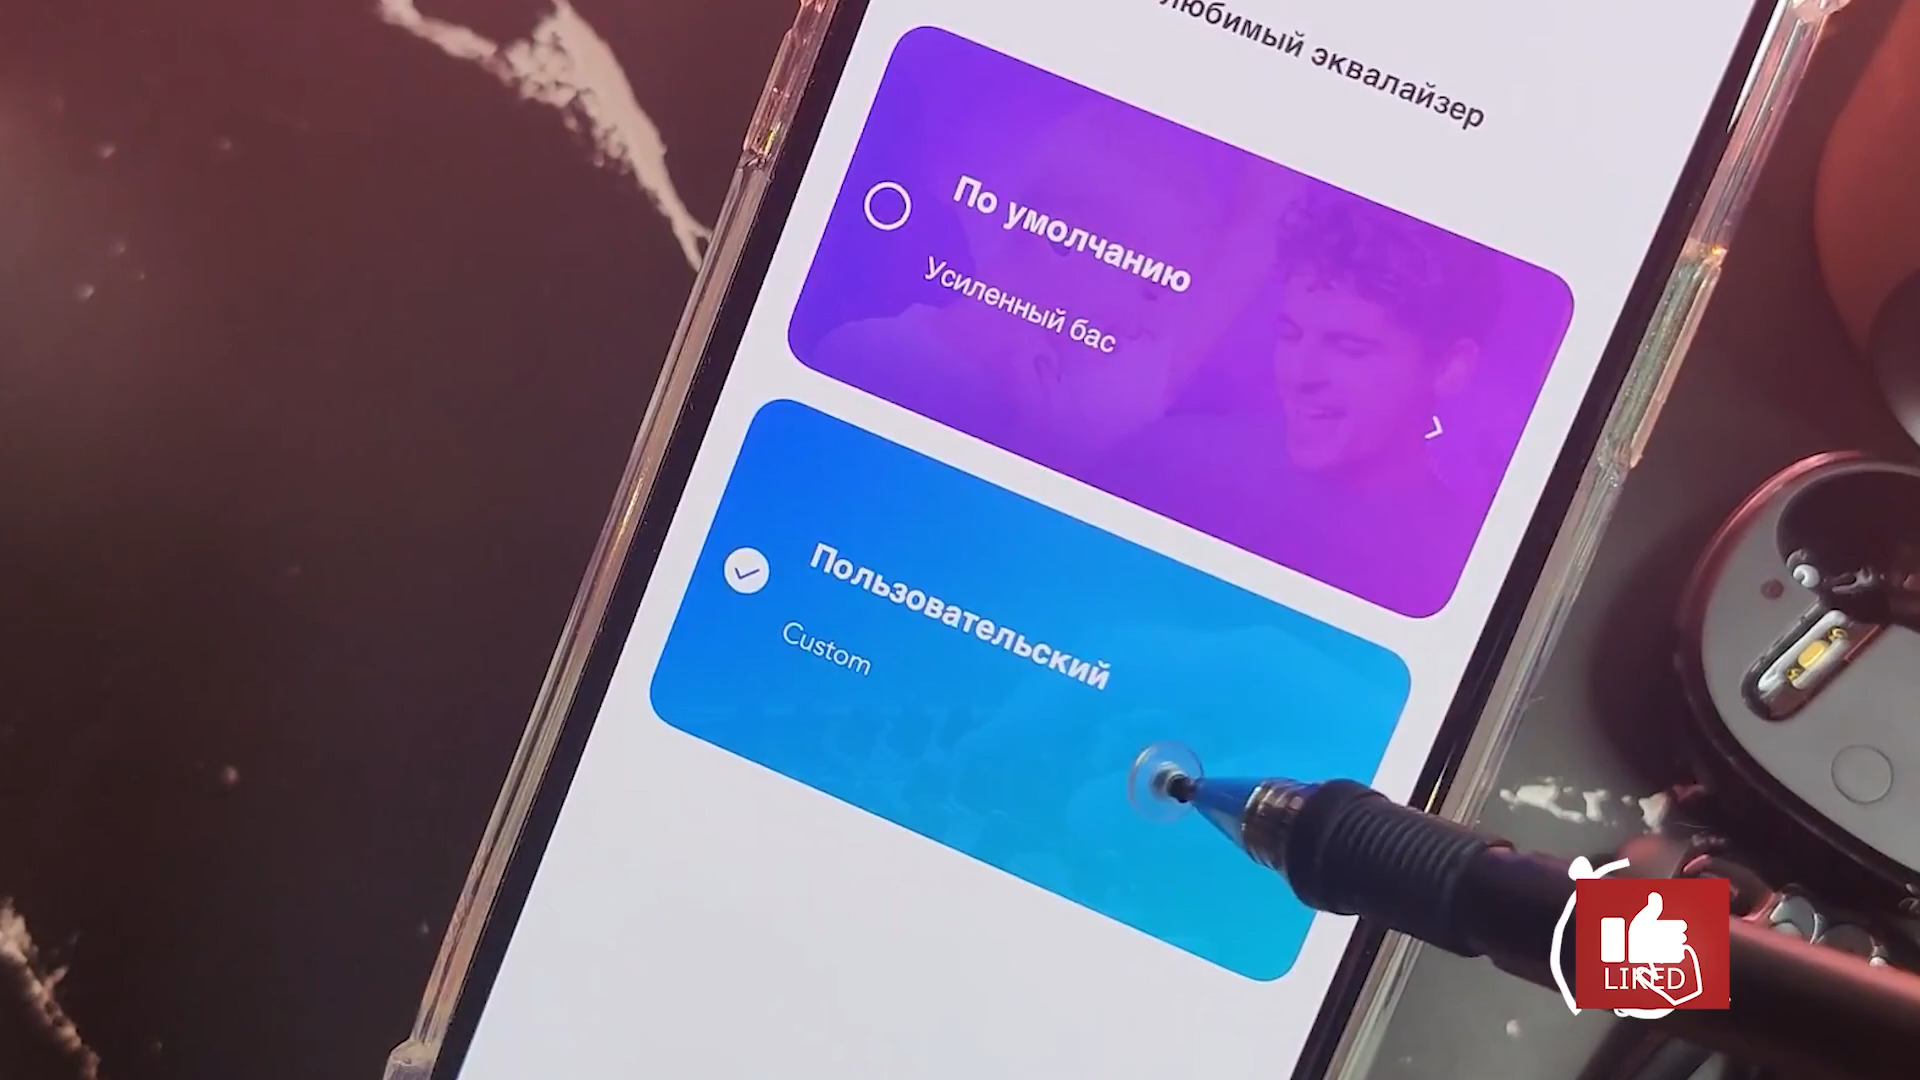 любимый эквалайзер
По умолчанию
Усиленный бас
Пользовательский
Custom
LIKED